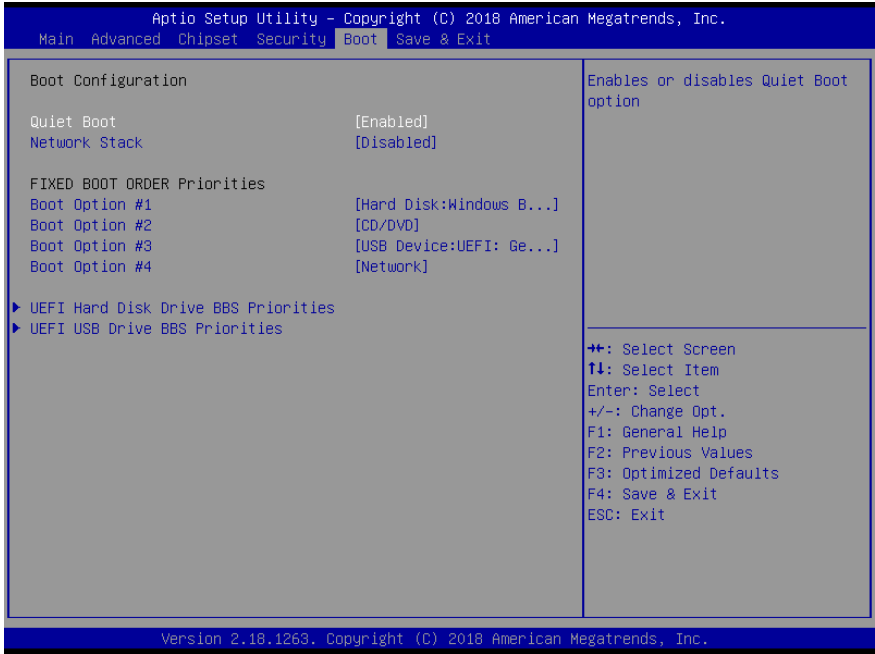 Aptio Setup Utility – Copyright (C) 2018 American Megatrends, Inc.
Main Advanced Chipset Security Boot Save & Exit
Boot Configuration
Quiet Boot [Enabled]
Network Stack [Disabled]
FIXED BOOT ORDER Priorities
Boot Option #1 [Hard Disk:Windows B...]
Boot Option #2 [CD/DVD]
Boot Option #3 [USB Device:UEFI: Ge...]
Boot Option #4 [Network]
UEFI Hard Disk Drive BBS Priorities
UEFI USB Drive BBS Priorities
Enables or disables Quiet Boot
option
→←: Select Screen
↑↓: Select Item
Enter: Select
+/-: Change Opt.
F1: General Help
F2: Previous Values
F3: Optimized Defaults
F4: Save & Exit
ESC: Exit
Version 2.18.1263. Copyright (C) 2018 American Megatrends, Inc.